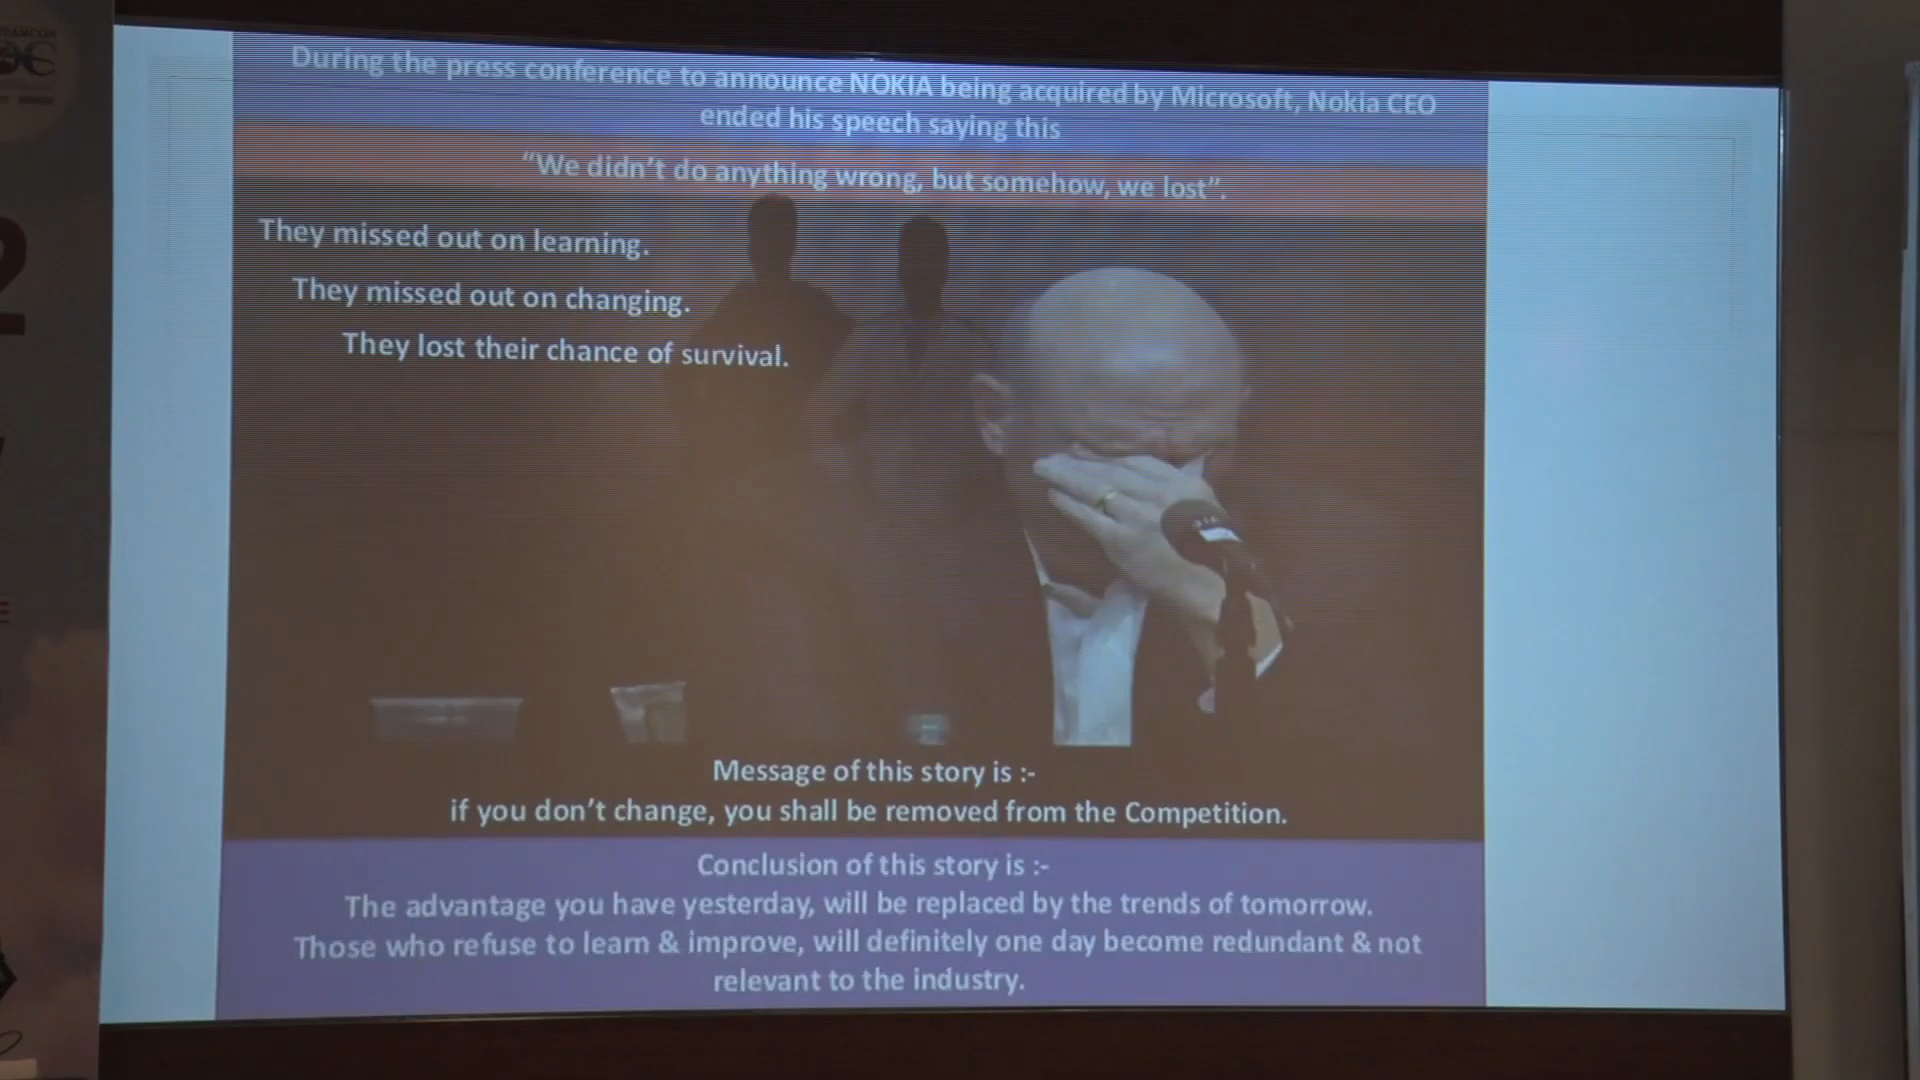 During the press conference to announce NOKIA being acquired by Microsoft, Nokia CEO
ended his speech saying this
“We didn’t do anything wrong, but somehow, we lost”.
They missed out on learning.
They missed out on changing.
They lost their chance of survival.
Message of this story is :-
if you don’t change, you shall be removed from the Competition.
Conclusion of this story is :-
The advantage you have yesterday, will be replaced by the trends of tomorrow.
Those who refuse to learn & improve, will definitely one day become redundant & not
relevant to the industry.
2